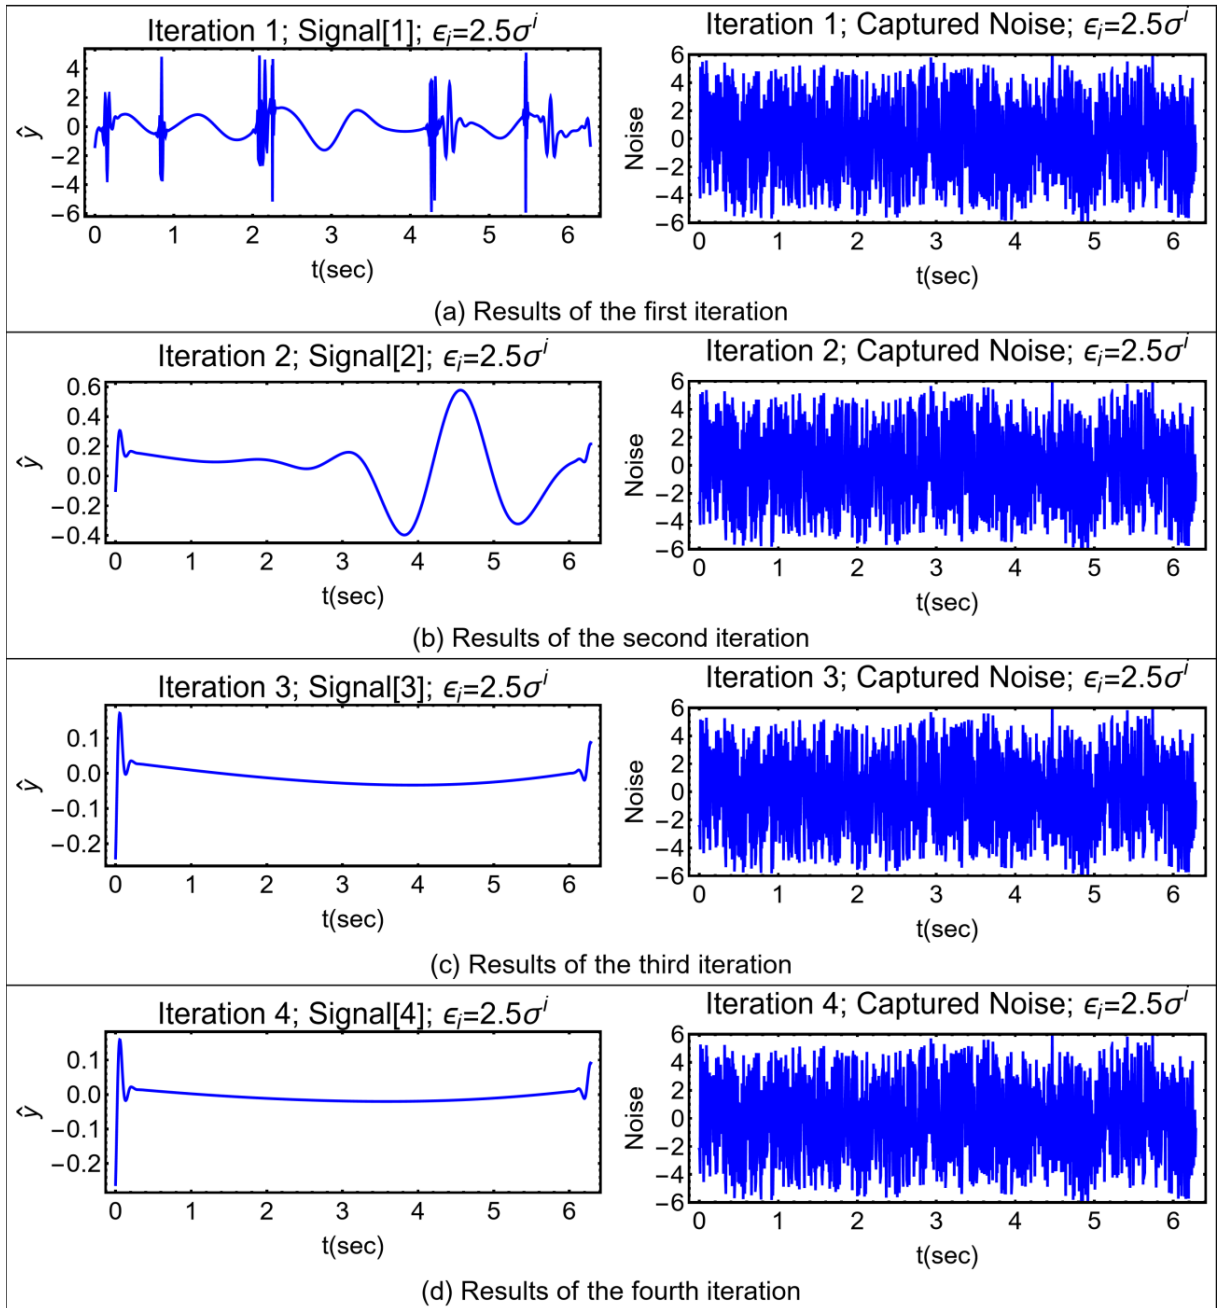 Iteration 1; Signal[1]; ϵᵢ=2.5σⁱ
4
2
0
−2
−4
−6
ŷ
0 1 2 3 4 5 6
t(sec)
Iteration 1; Captured Noise; ϵᵢ=2.5σⁱ
6
4
2
0
−2
−4
−6
Noise
0 1 2 3 4 5 6
t(sec)
(a) Results of the first iteration
Iteration 2; Signal[2]; ϵᵢ=2.5σⁱ
0.6
0.4
0.2
0.0
−0.2
−0.4
ŷ
0 1 2 3 4 5 6
t(sec)
Iteration 2; Captured Noise; ϵᵢ=2.5σⁱ
6
4
2
0
−2
−4
−6
Noise
0 1 2 3 4 5 6
t(sec)
(b) Results of the second iteration
Iteration 3; Signal[3]; ϵᵢ=2.5σⁱ
0.1
0.0
−0.1
−0.2
ŷ
0 1 2 3 4 5 6
t(sec)
Iteration 3; Captured Noise; ϵᵢ=2.5σⁱ
6
4
2
0
−2
−4
−6
Noise
0 1 2 3 4 5 6
t(sec)
(c) Results of the third iteration
Iteration 4; Signal[4]; ϵᵢ=2.5σⁱ
0.1
0.0
−0.1
−0.2
ŷ
0 1 2 3 4 5 6
t(sec)
Iteration 4; Captured Noise; ϵᵢ=2.5σⁱ
6
4
2
0
−2
−4
−6
Noise
0 1 2 3 4 5 6
t(sec)
(d) Results of the fourth iteration